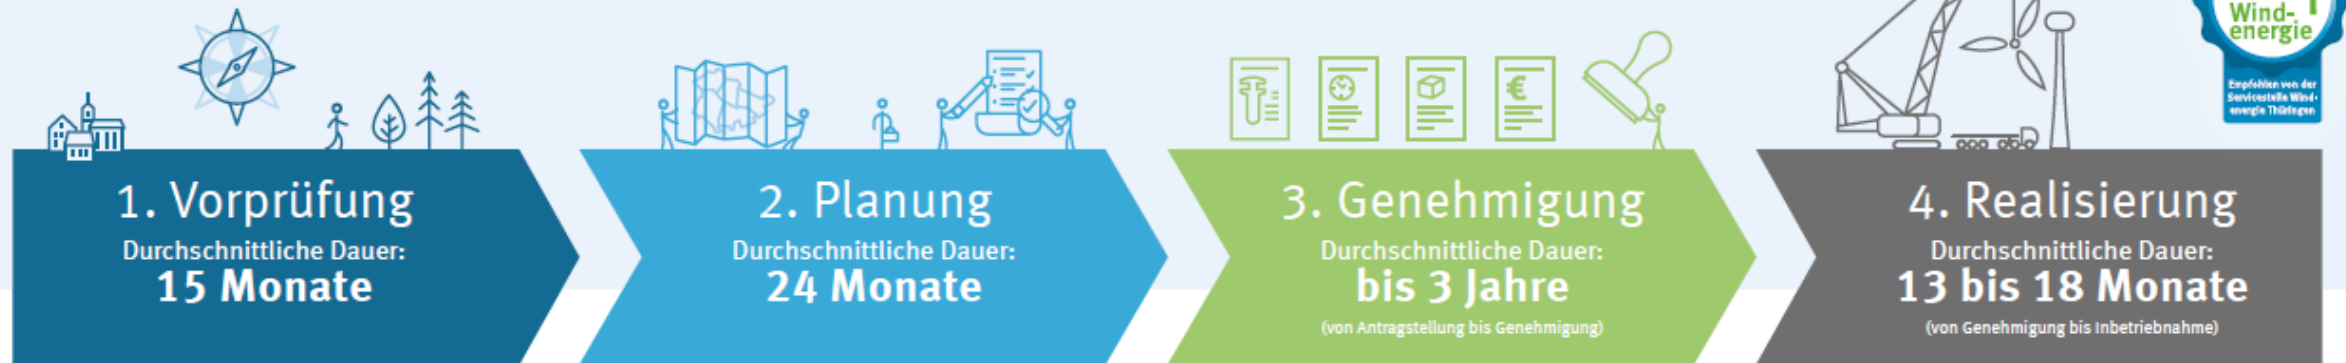 Wind-
energie
Empfohlen von der
Servicestelle Wind-
energie Thüringen
1. Vorprüfung
Durchschnittliche Dauer:
15 Monate
2. Planung
Durchschnittliche Dauer:
24 Monate
€
3. Genehmigung
Durchschnittliche Dauer:
bis 3 Jahre
(von Antragstellung bis Genehmigung)
4. Realisierung
Durchschnittliche Dauer:
13 bis 18 Monate
(von Genehmigung bis Inbetriebnahme)